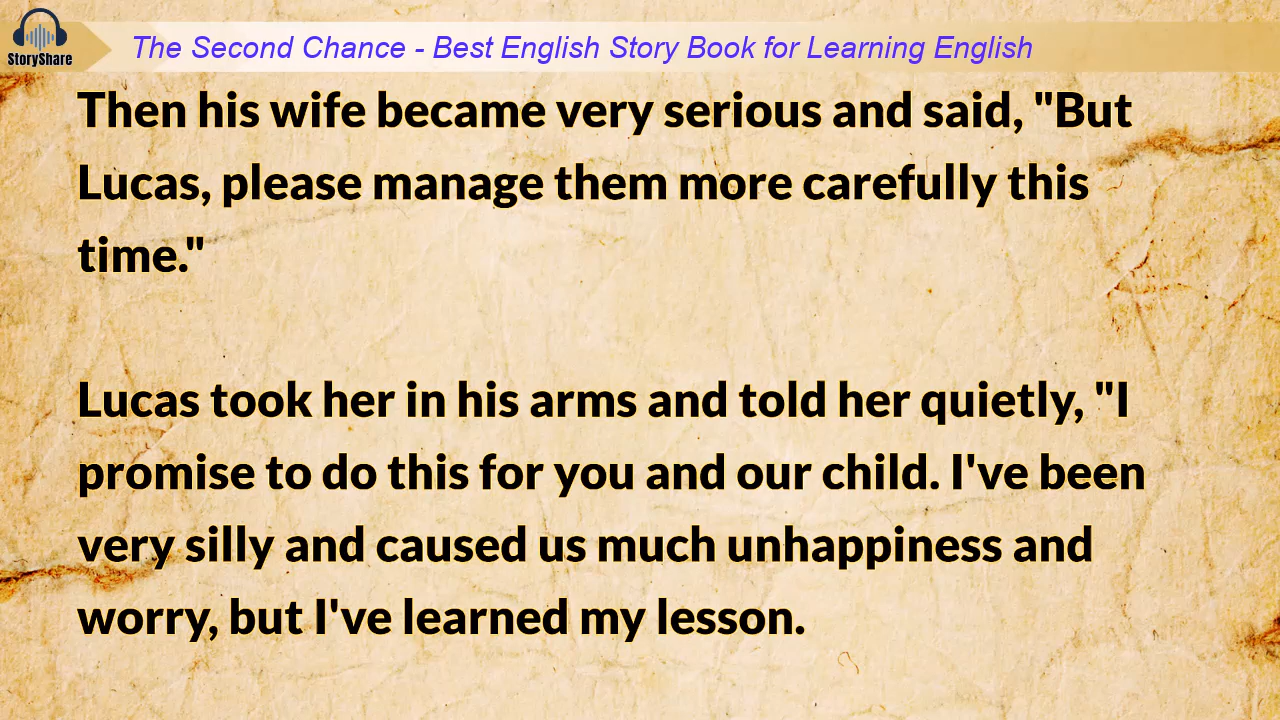 StoryShare
The Second Chance - Best English Story Book for Learning English
Then his wife became very serious and said, "But
Lucas, please manage them more carefully this
time."
Lucas took her in his arms and told her quietly, "I
promise to do this for you and our child. I've been
very silly and caused us much unhappiness and
worry, but I've learned my lesson.